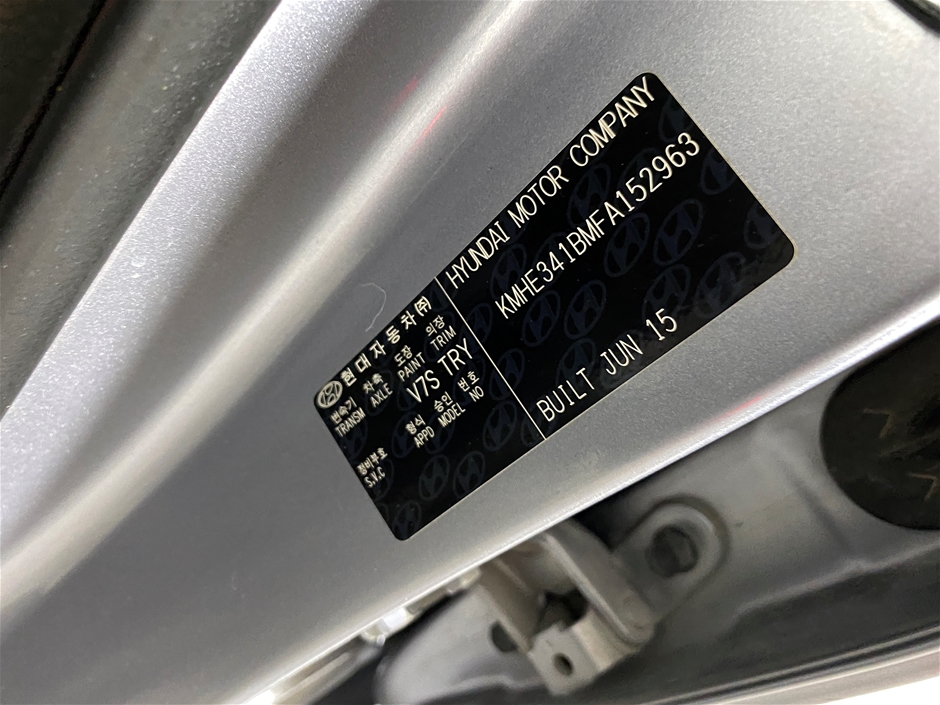 현대자동차(주)
변속기 차축 도장 의장
TRANSM AXLE PAINT TRIM
V7S TRY
형식 승인 번호
APPD MODEL NO
정비부호
S.V.C
HYUNDAI MOTOR COMPANY
KMHE341BMFA152963
BUILT JUN 15